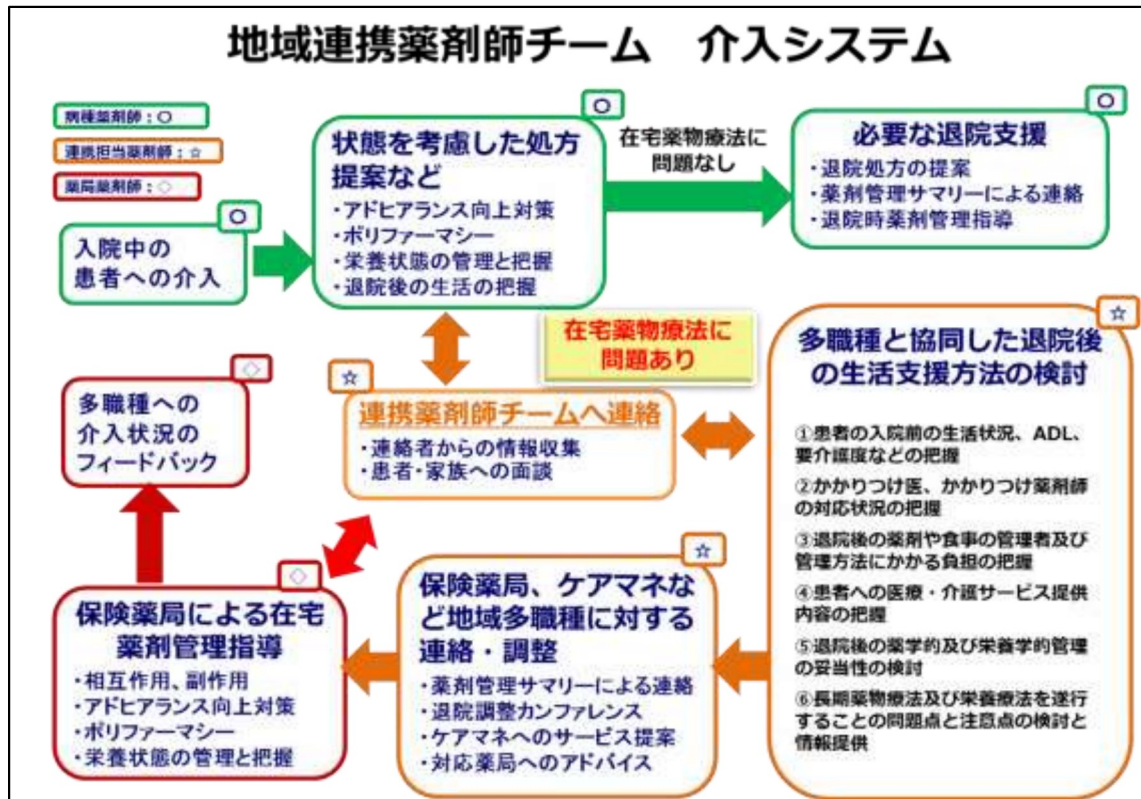 地域連携薬剤師チーム　介入システム
病棟薬剤師：○
連携担当薬剤師：☆
薬局薬剤師：◇
○
入院中の
患者への介入
○
状態を考慮した処方
提案など
・アドヒアランス向上対策
・ポリファーマシー
・栄養状態の管理と把握
・退院後の生活の把握
在宅薬物療法に
問題なし
○
必要な退院支援
・退院処方の提案
・薬剤管理サマリーによる連絡
・退院時薬剤管理指導
在宅薬物療法に
問題あり
☆
連携薬剤師チームへ連絡
・連絡者からの情報収集
・患者・家族への面談
☆
多職種と協同した退院後
の生活支援方法の検討
①患者の入院前の生活状況、ADL、
要介護度などの把握
②かかりつけ医、かかりつけ薬剤師
の対応状況の把握
③退院後の薬剤や食事の管理者及び
管理方法にかかる負担の把握
④患者への医療・介護サービス提供
内容の把握
⑤退院後の薬学的及び栄養学的管理
の妥当性の検討
⑥長期薬物療法及び栄養療法を遂行
することの問題点と注意点の検討と
情報提供
☆
保険薬局、ケアマネな
ど地域多職種に対する
連絡・調整
・薬剤管理サマリーによる連絡
・退院調整カンファレンス
・ケアマネへのサービス提案
・対応薬局へのアドバイス
◇
保険薬局による在宅
薬剤管理指導
・相互作用、副作用
・アドヒアランス向上対策
・ポリファーマシー
・栄養状態の管理と把握
◇
多職種への
介入状況の
フィードバック